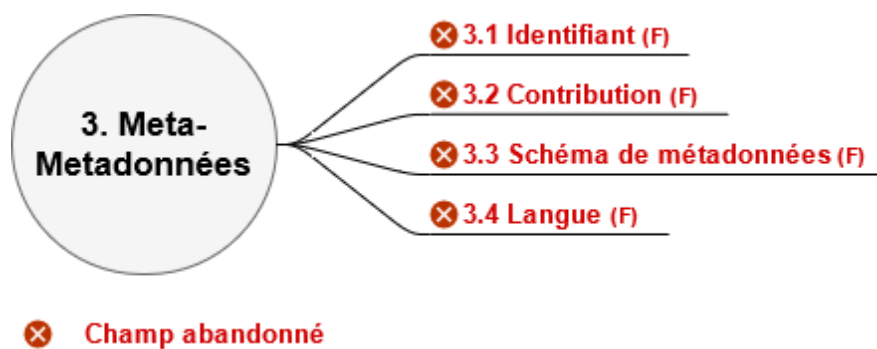 3. Meta-
Metadonnées
3.1 Identifiant (F)
3.2 Contribution (F)
3.3 Schéma de métadonnées (F)
3.4 Langue (F)
Champ abandonné